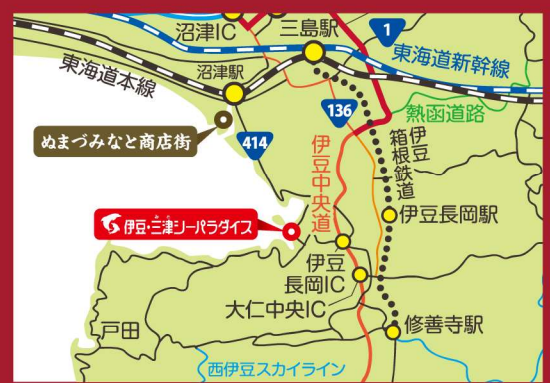 沼津IC
三島駅
1
東海道新幹線
東海道本線
沼津駅
136
熱函道路
ぬまづみなと商店街
414
伊豆中央道
伊豆
箱根鉄道
伊豆・三津シーパラダイス
み と
伊豆長岡駅
伊豆
長岡IC
大仁中央IC
戸田
修善寺駅
西伊豆スカイライン